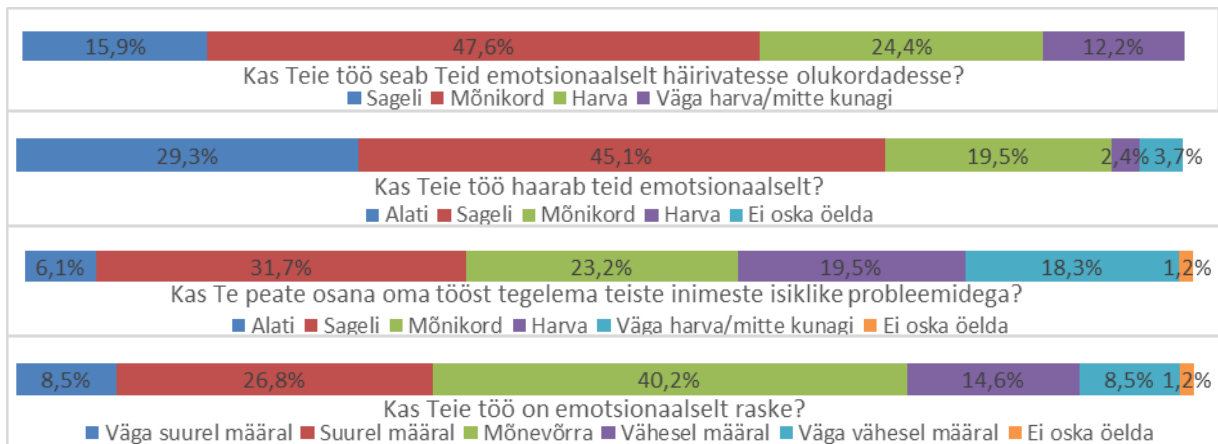 15,9% 47,6% 24,4% 12,2%
Kas Teie töö seab Teid emotsionaalselt häirivatesse olukordadesse?
Sageli Mõnikord Harva Väga harva/mitte kunagi
29,3% 45,1% 19,5% 2,4% 3,7%
Kas Teie töö haarab teid emotsionaalselt?
Alati Sageli Mõnikord Harva Ei oska öelda
6,1% 31,7% 23,2% 19,5% 18,3% 1,2%
Kas Te peate osana oma tööst tegelema teiste inimeste isiklike probleemidega?
Alati Sageli Mõnikord Harva Väga harva/mitte kunagi Ei oska öelda
8,5% 26,8% 40,2% 14,6% 8,5% 1,2%
Kas Teie töö on emotsionaalselt raske?
Väga suurel määral Suurel määral Mõnevõrra Vähesel määral Väga vähesel määral Ei oska öelda